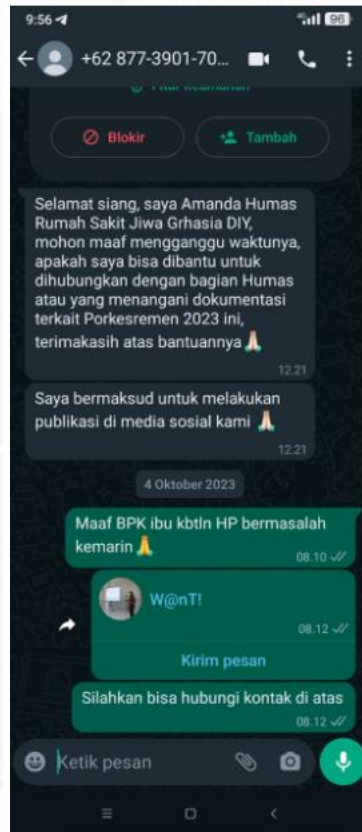 9:56
96
+62 877-3901-70...
Blokir
Tambah
Selamat siang, saya Amanda Humas
Rumah Sakit Jiwa Grhasia DIY,
mohon maaf mengganggu waktunya,
apakah saya bisa dibantu untuk
dihubungkan dengan bagian Humas
atau yang menangani dokumentasi
terkait Porkesremen 2023 ini,
terimakasih atas bantuannya🙏🏻
12.21
Saya bermaksud untuk melakukan
publikasi di media sosial kami 🙏🏻
12.21
4 Oktober 2023
Maaf BPK ibu kbtln HP bermasalah
kemarin🙏
08.10
W@nT!
08.12
Kirim pesan
Silahkan bisa hubungi kontak di atas
08.12
Ketik pesan